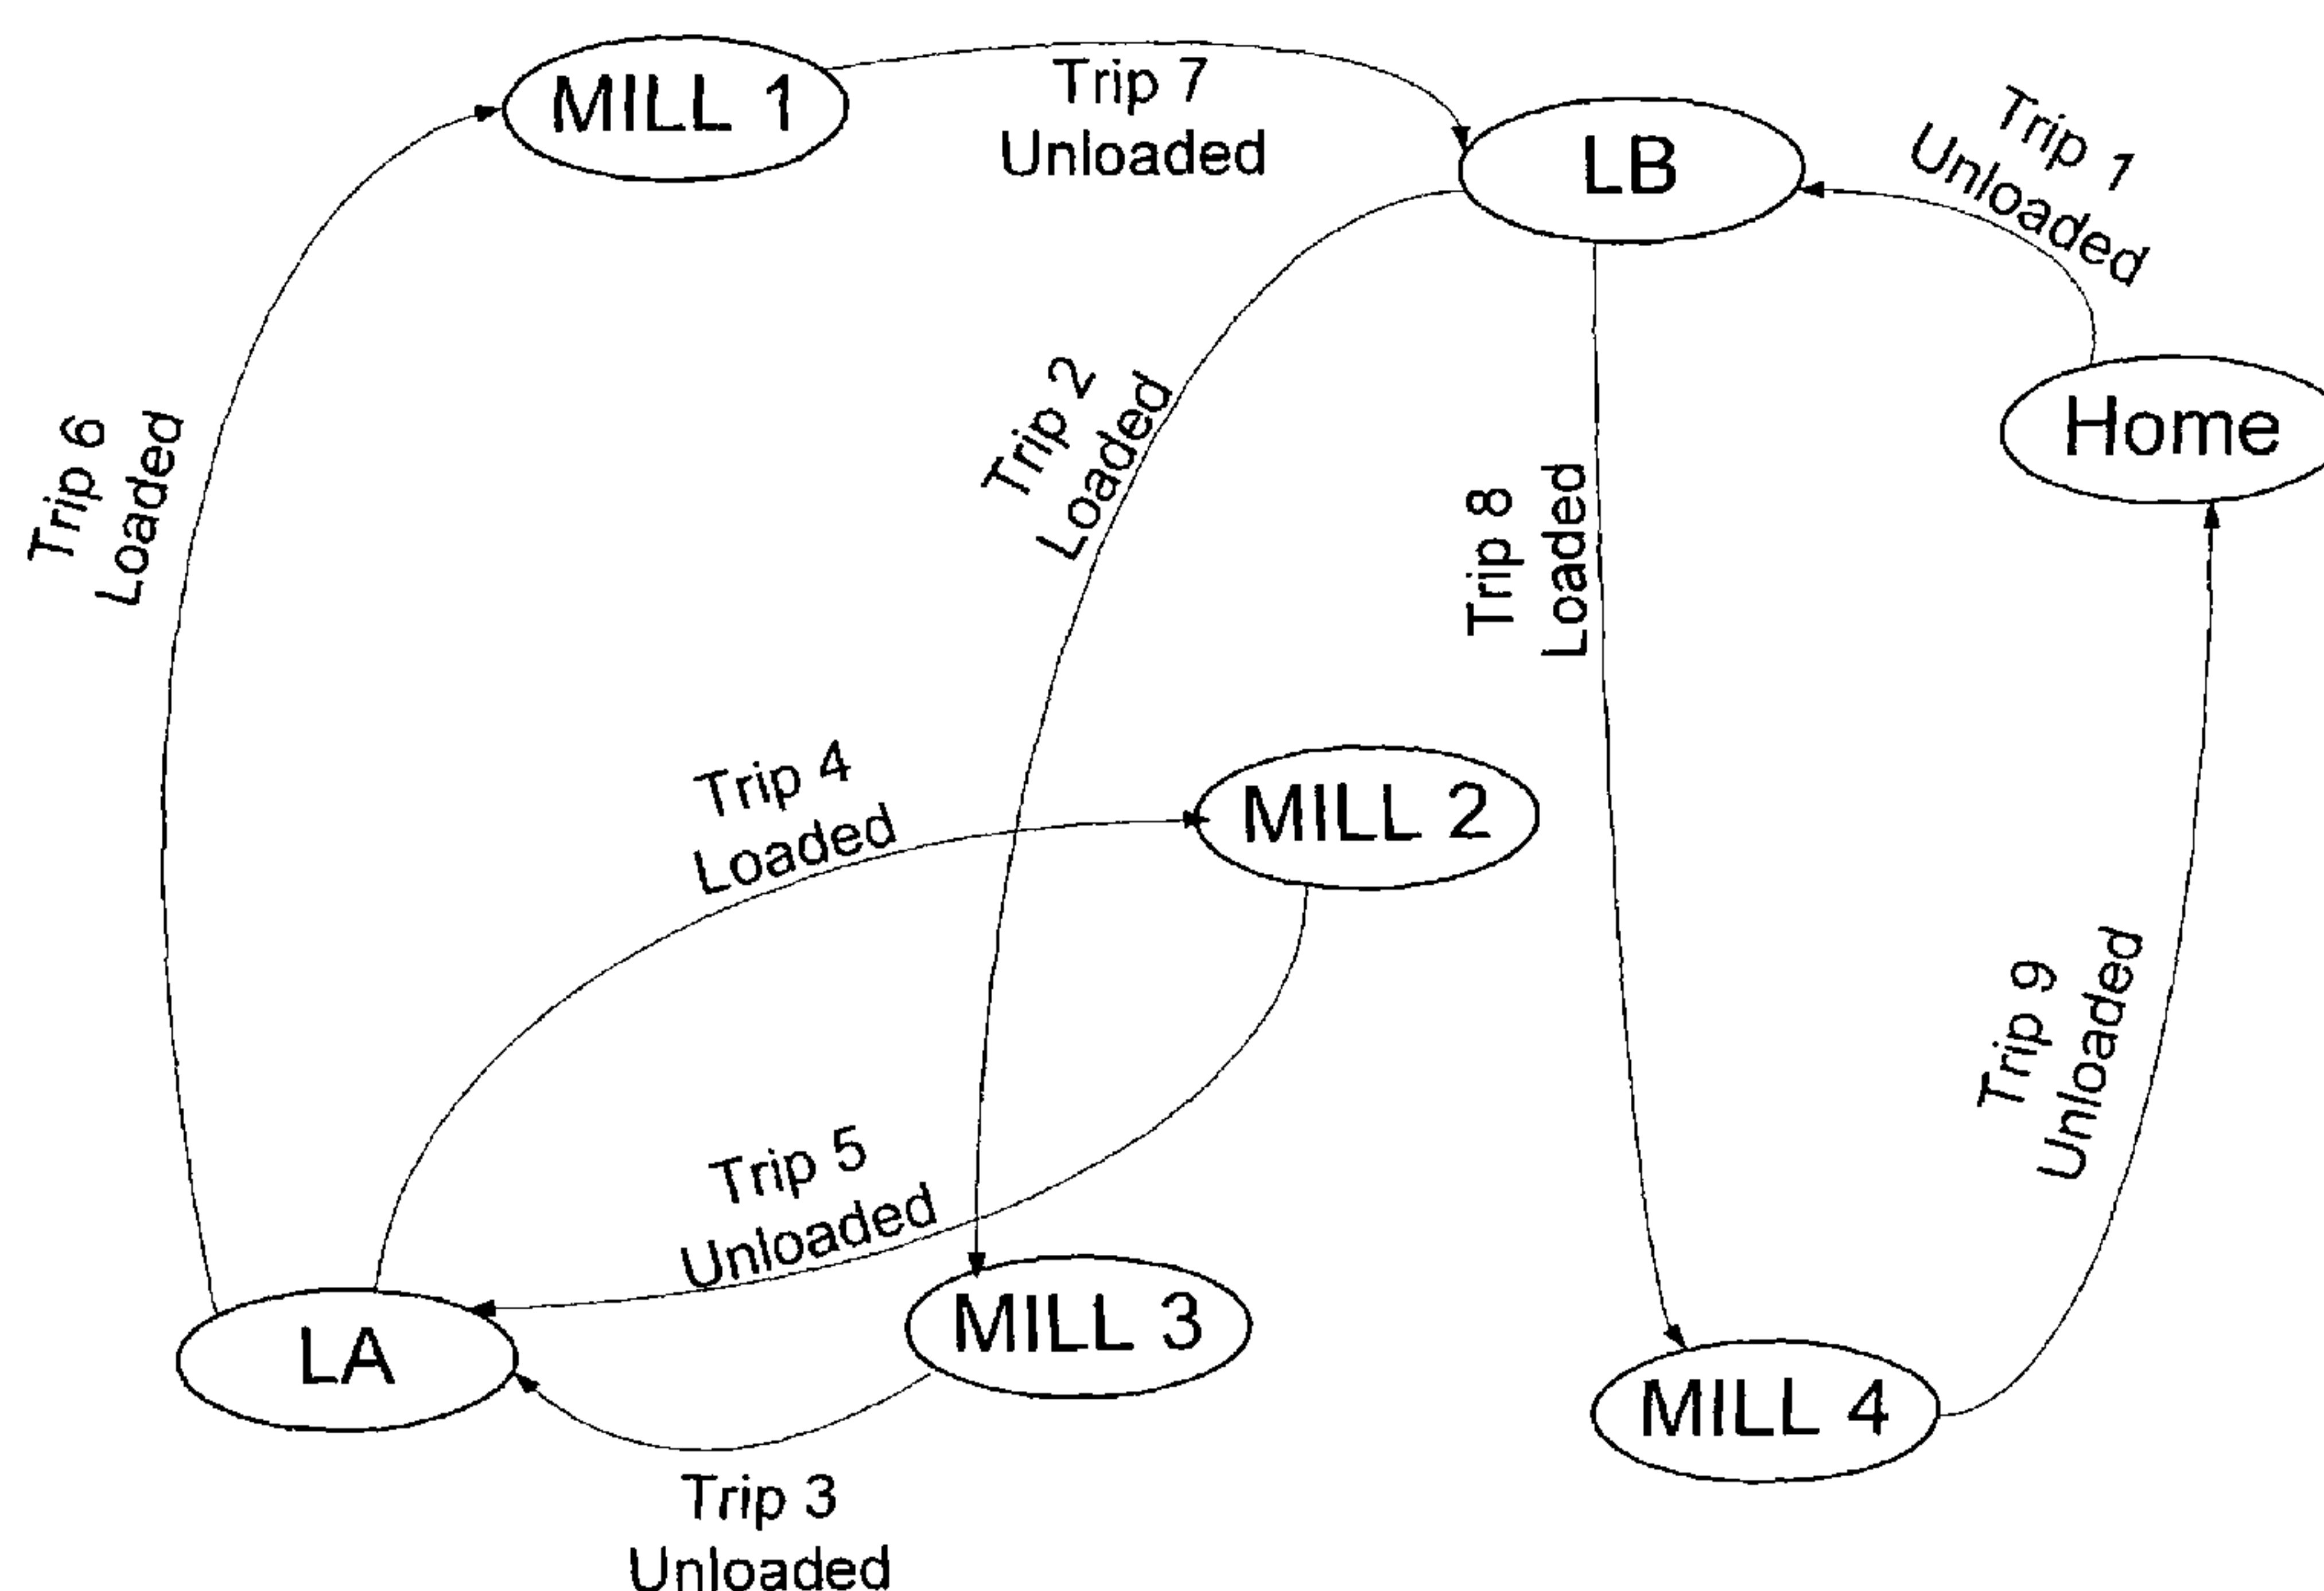 MILL 1
Trip 7
Unloaded
LB
Trip 1
Unloaded
Home
Trip 6
Loaded
Trip 2
Loaded
Trip 8
Loaded
Trip 4
Loaded
MILL 2
Trip 9
Unloaded
Trip 5
Unloaded
MILL 3
LA
MILL 4
Trip 3
Unloaded